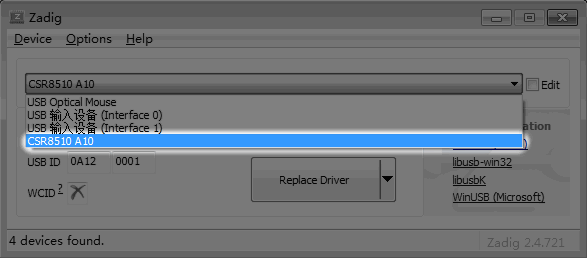 Zadig
Device Options Help
CSR8510 A10
Edit
USB Optical Mouse
USB 输入设备 (Interface 0)
USB 输入设备 (Interface 1)
CSR8510 A10
USB ID 0A12 0001
WCID ?
Replace Driver
libusb-win32
libusbK
WinUSB (Microsoft)
4 devices found.
Zadig 2.4.721